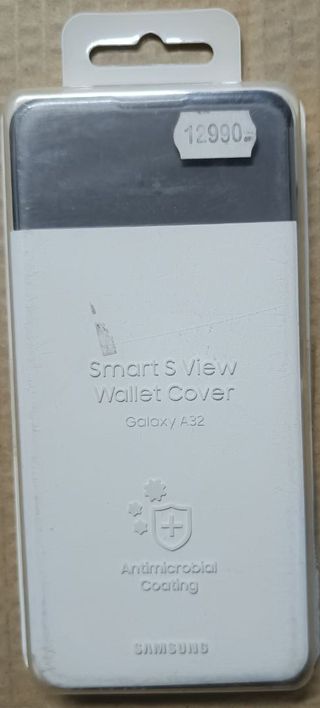 12990
Smart S View
Wallet Cover
Galaxy A32
Antimicrobial
Coating
SAMSUNG